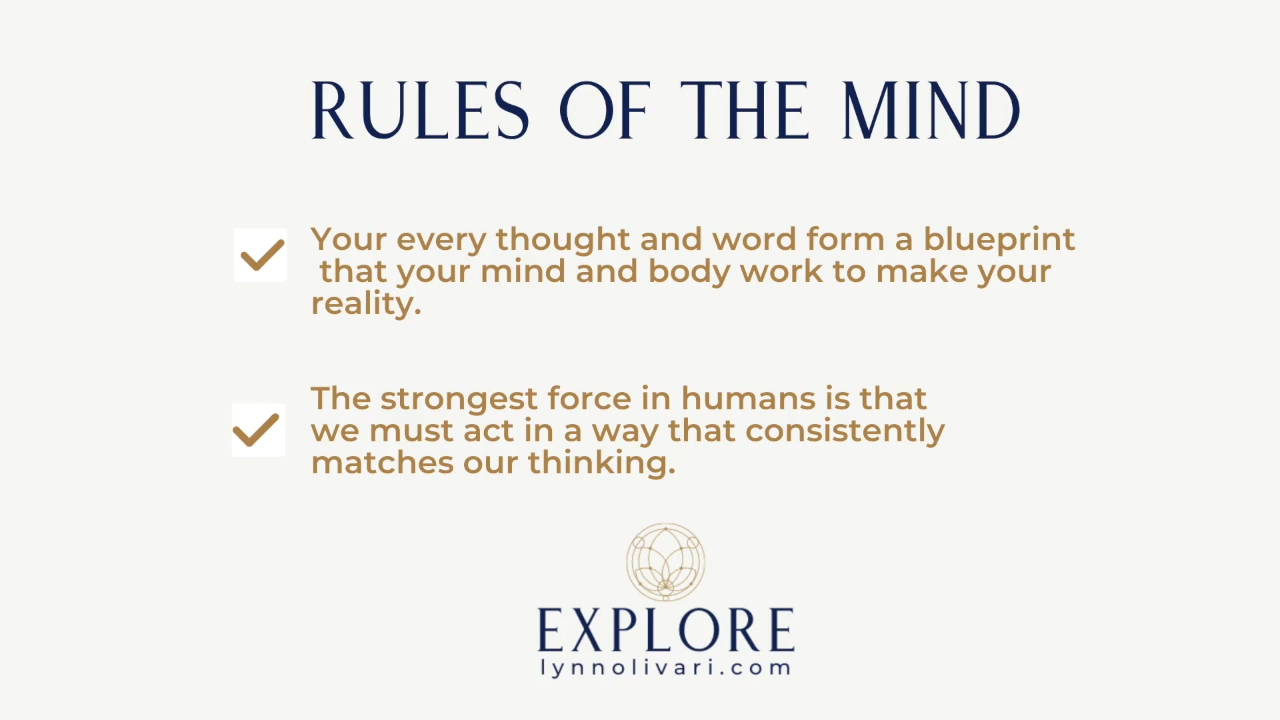 RULES OF THE MIND
Your every thought and word form a blueprint
that your mind and body work to make your
reality.
The strongest force in humans is that
we must act in a way that consistently
matches our thinking.
EXPLORE
lynnolivari.com